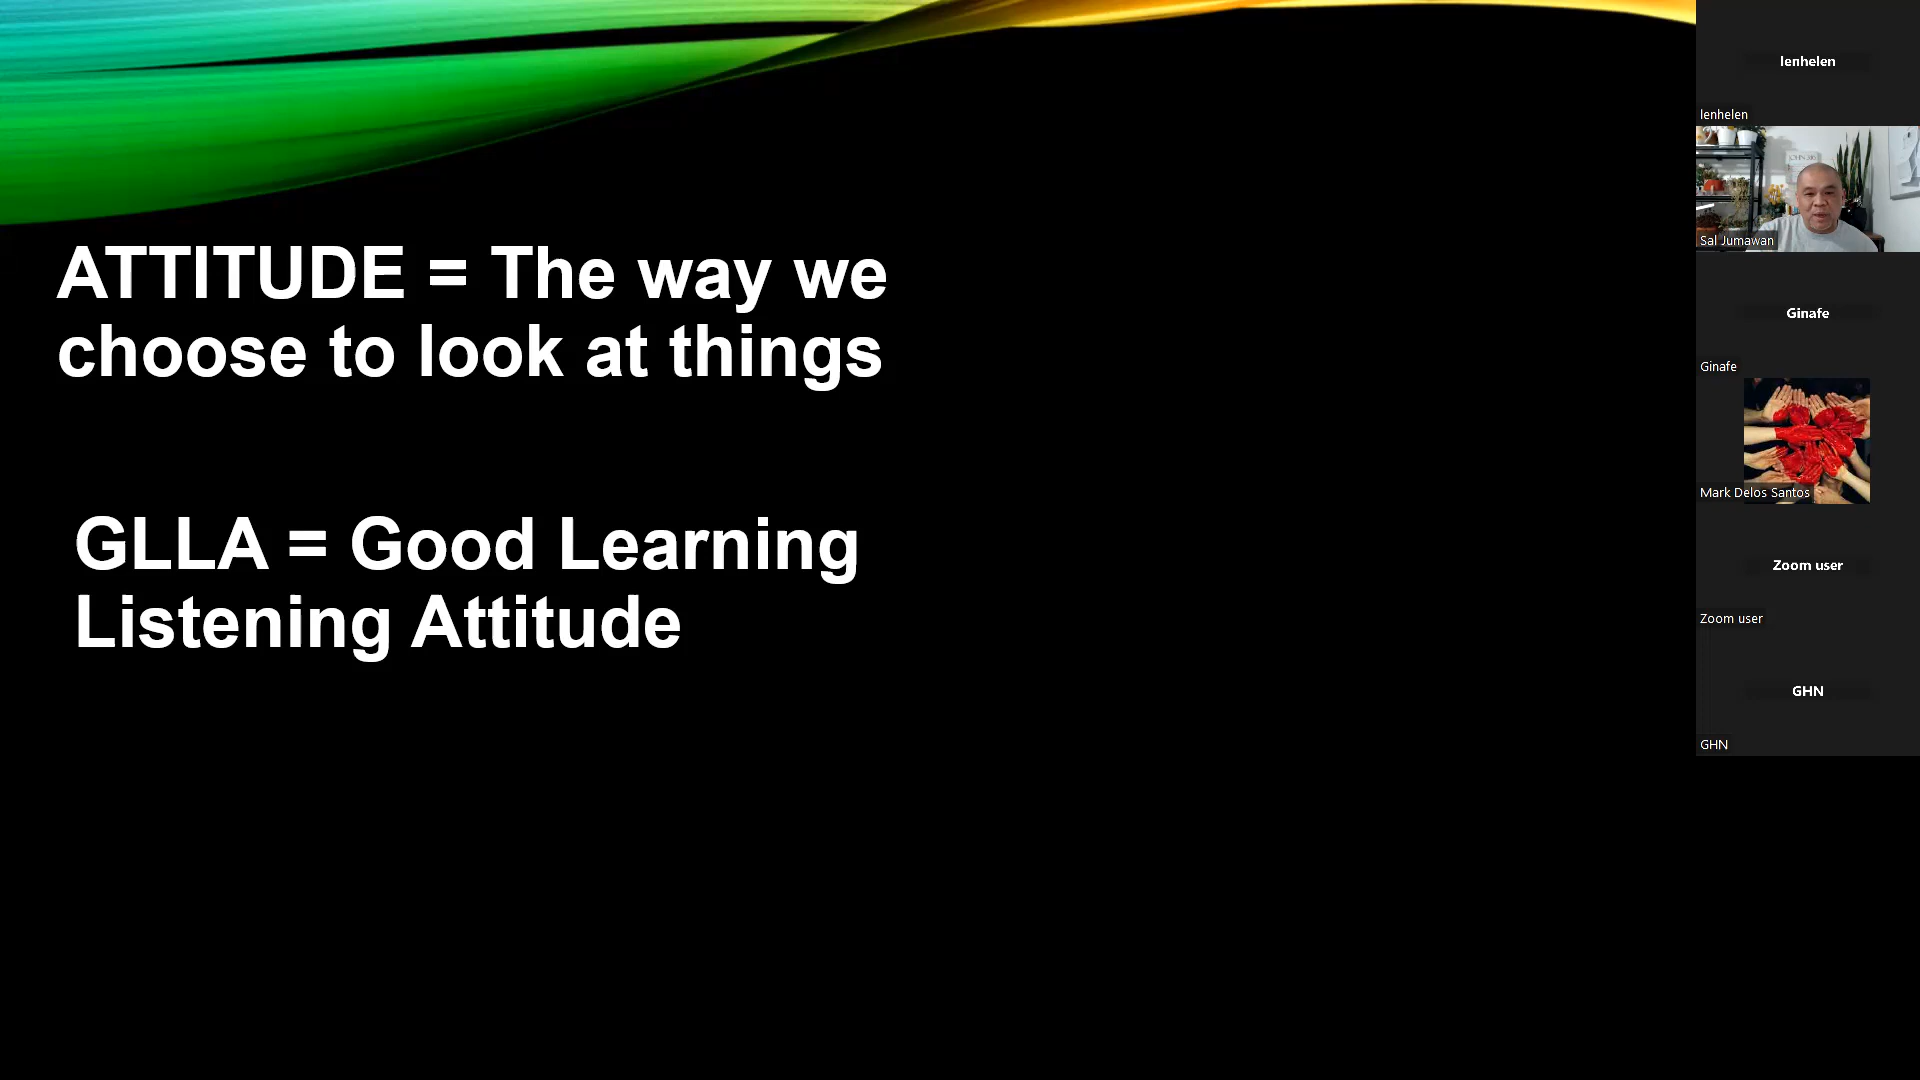 ATTITUDE = The way we
choose to look at things
GLLA = Good Learning
Listening Attitude
lenhelen
lenhelen
Sal Jumawan
Ginafe
Ginafe
Mark Delos Santos
Zoom user
Zoom user
GHN
GHN